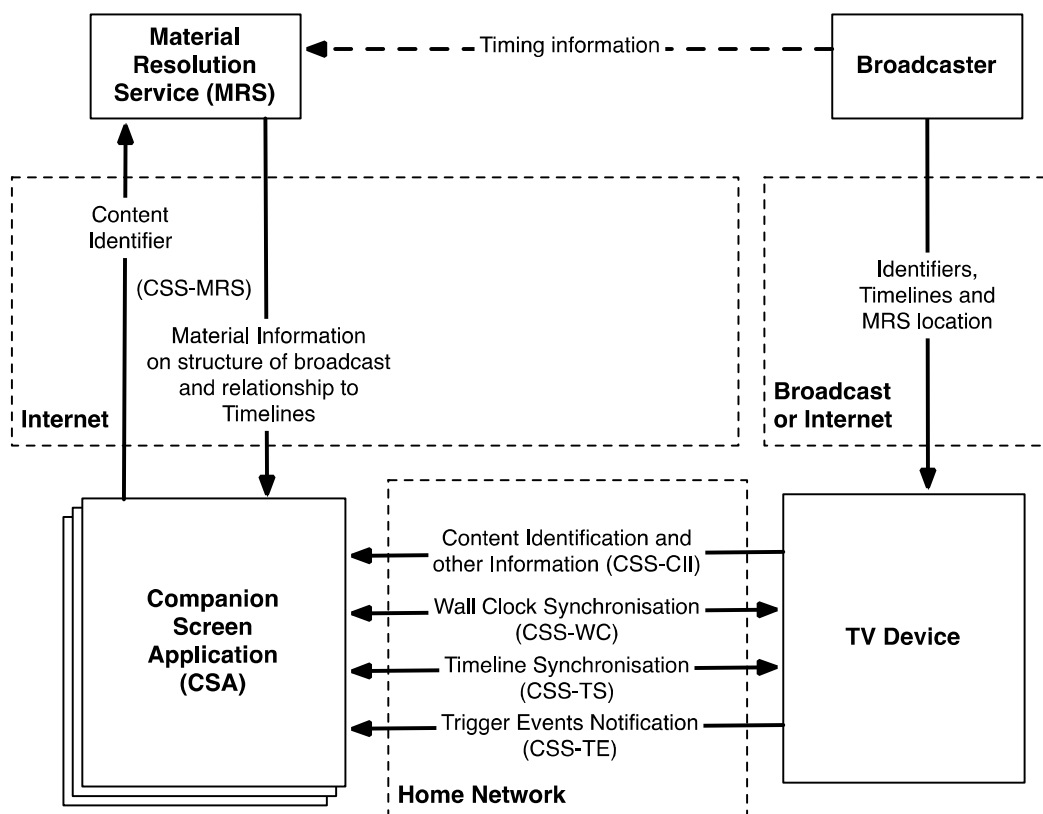 Material
Resolution
Service (MRS)
Timing information
Broadcaster
Content
Identifier
(CSS-MRS)
Material Information
on structure of broadcast
and relationship to
Timelines
Internet
Identifiers,
Timelines and
MRS location
Broadcast
or Internet
Companion
Screen
Application
(CSA)
Content Identification and
other Information (CSS-CII)
Wall Clock Synchronisation
(CSS-WC)
Timeline Synchronisation
(CSS-TS)
Trigger Events Notification
(CSS-TE)
Home Network
TV Device